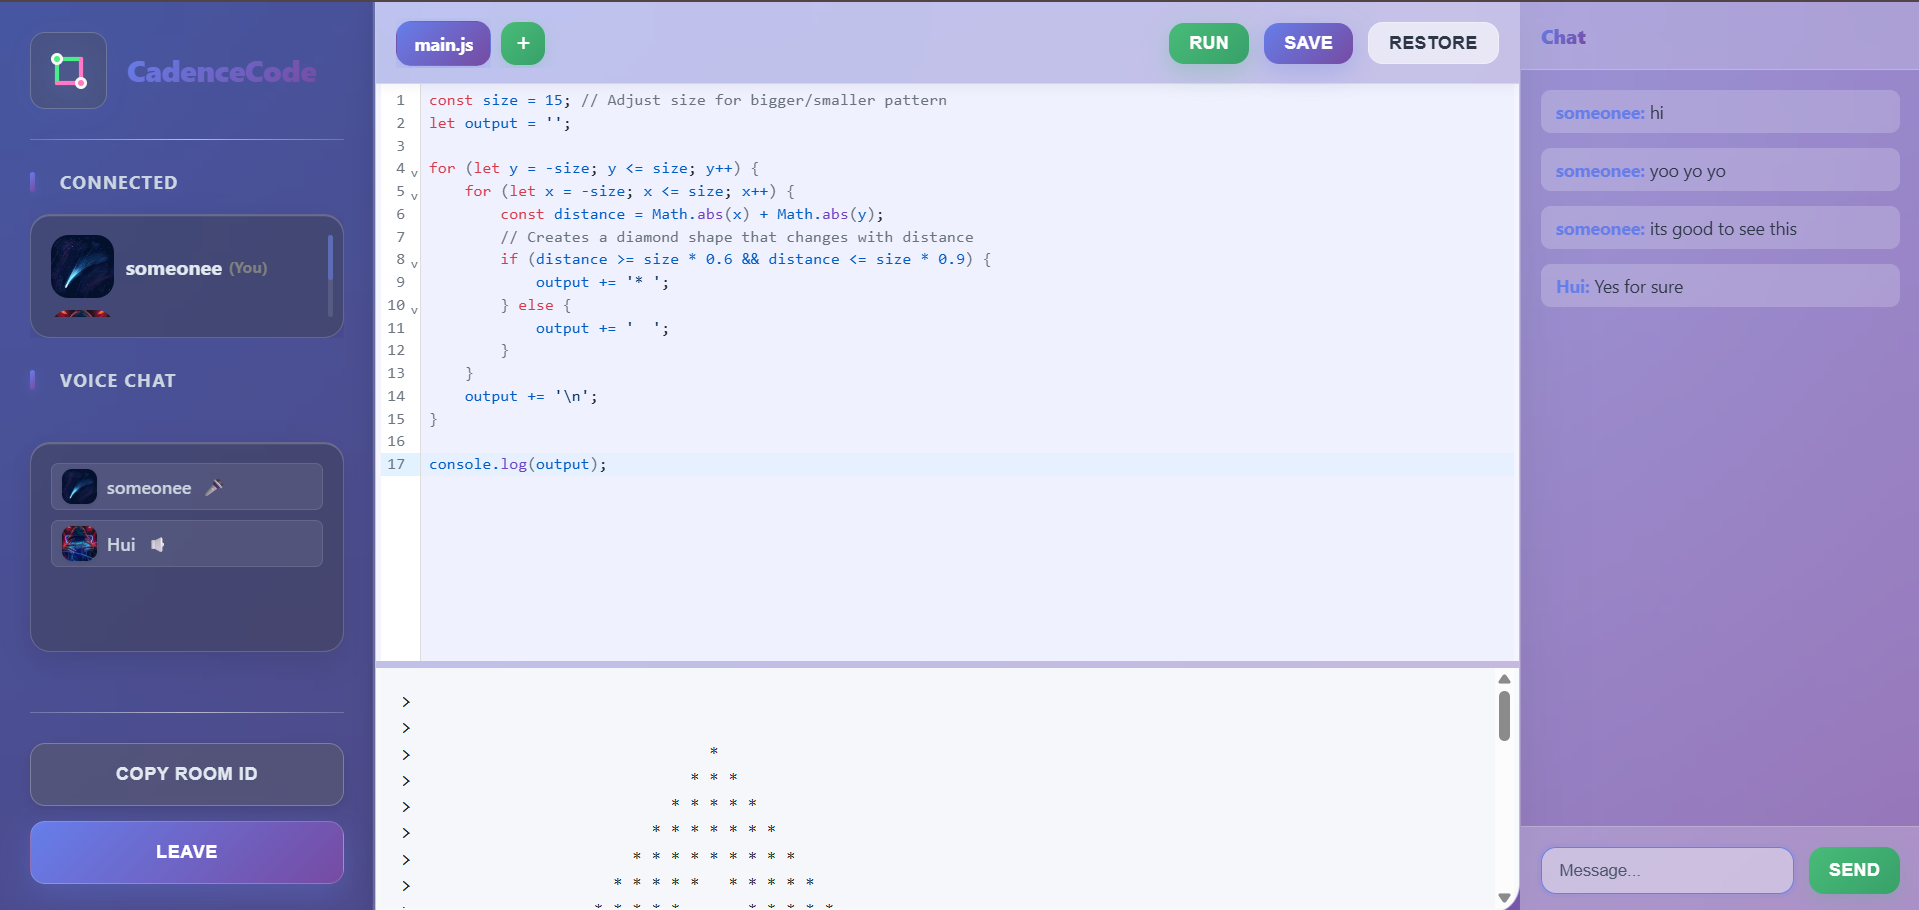 CadenceCode
CONNECTED
someonee (You)
VOICE CHAT
someonee
Hui
COPY ROOM ID
LEAVE
main.js +
RUN SAVE RESTORE
1 const size = 15; // Adjust size for bigger/smaller pattern
2 let output = '';
3
4 for (let y = -size; y <= size; y++) {
5     for (let x = -size; x <= size; x++) {
6         const distance = Math.abs(x) + Math.abs(y);
7         // Creates a diamond shape that changes with distance
8         if (distance >= size * 0.6 && distance <= size * 0.9) {
9             output += '* ';
10         } else {
11             output += '  ';
12         }
13     }
14     output += '\n';
15 }
16
17 console.log(output);
>
>
>                               *
>                             * * *
>                           * * * * *
>                         * * * * * * *
>                       * * * * * * * * *
>                     * * * * *   * * * * *
>                   * * * * *       * * * * *
Chat
someonee: hi
someonee: yoo yo yo
someonee: its good to see this
Hui: Yes for sure
Message...
SEND